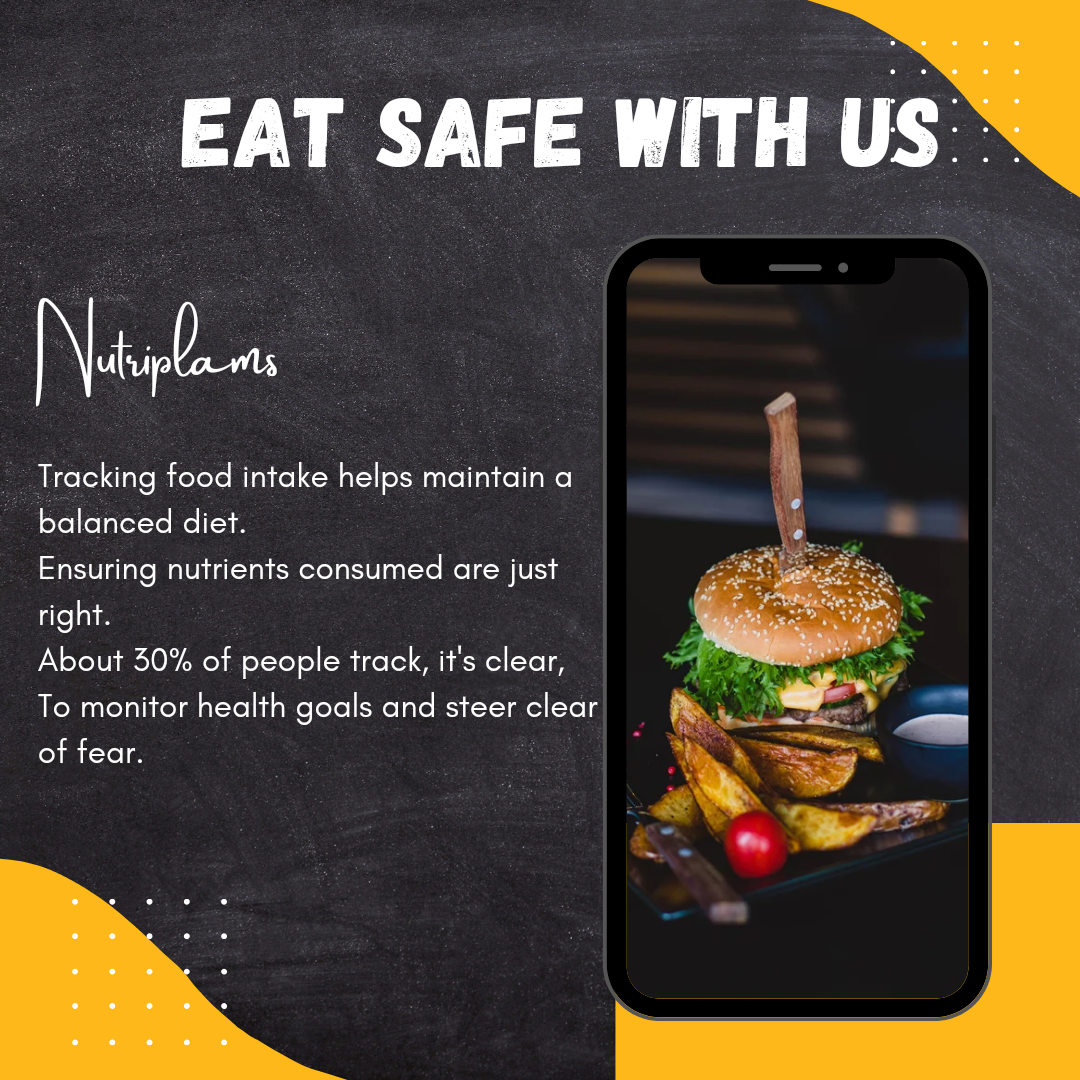 EAT SAFE WITH US
Nutriplams
Tracking food intake helps maintain a
balanced diet.
Ensuring nutrients consumed are just
right.
About 30% of people track, it's clear,
To monitor health goals and steer clear
of fear.